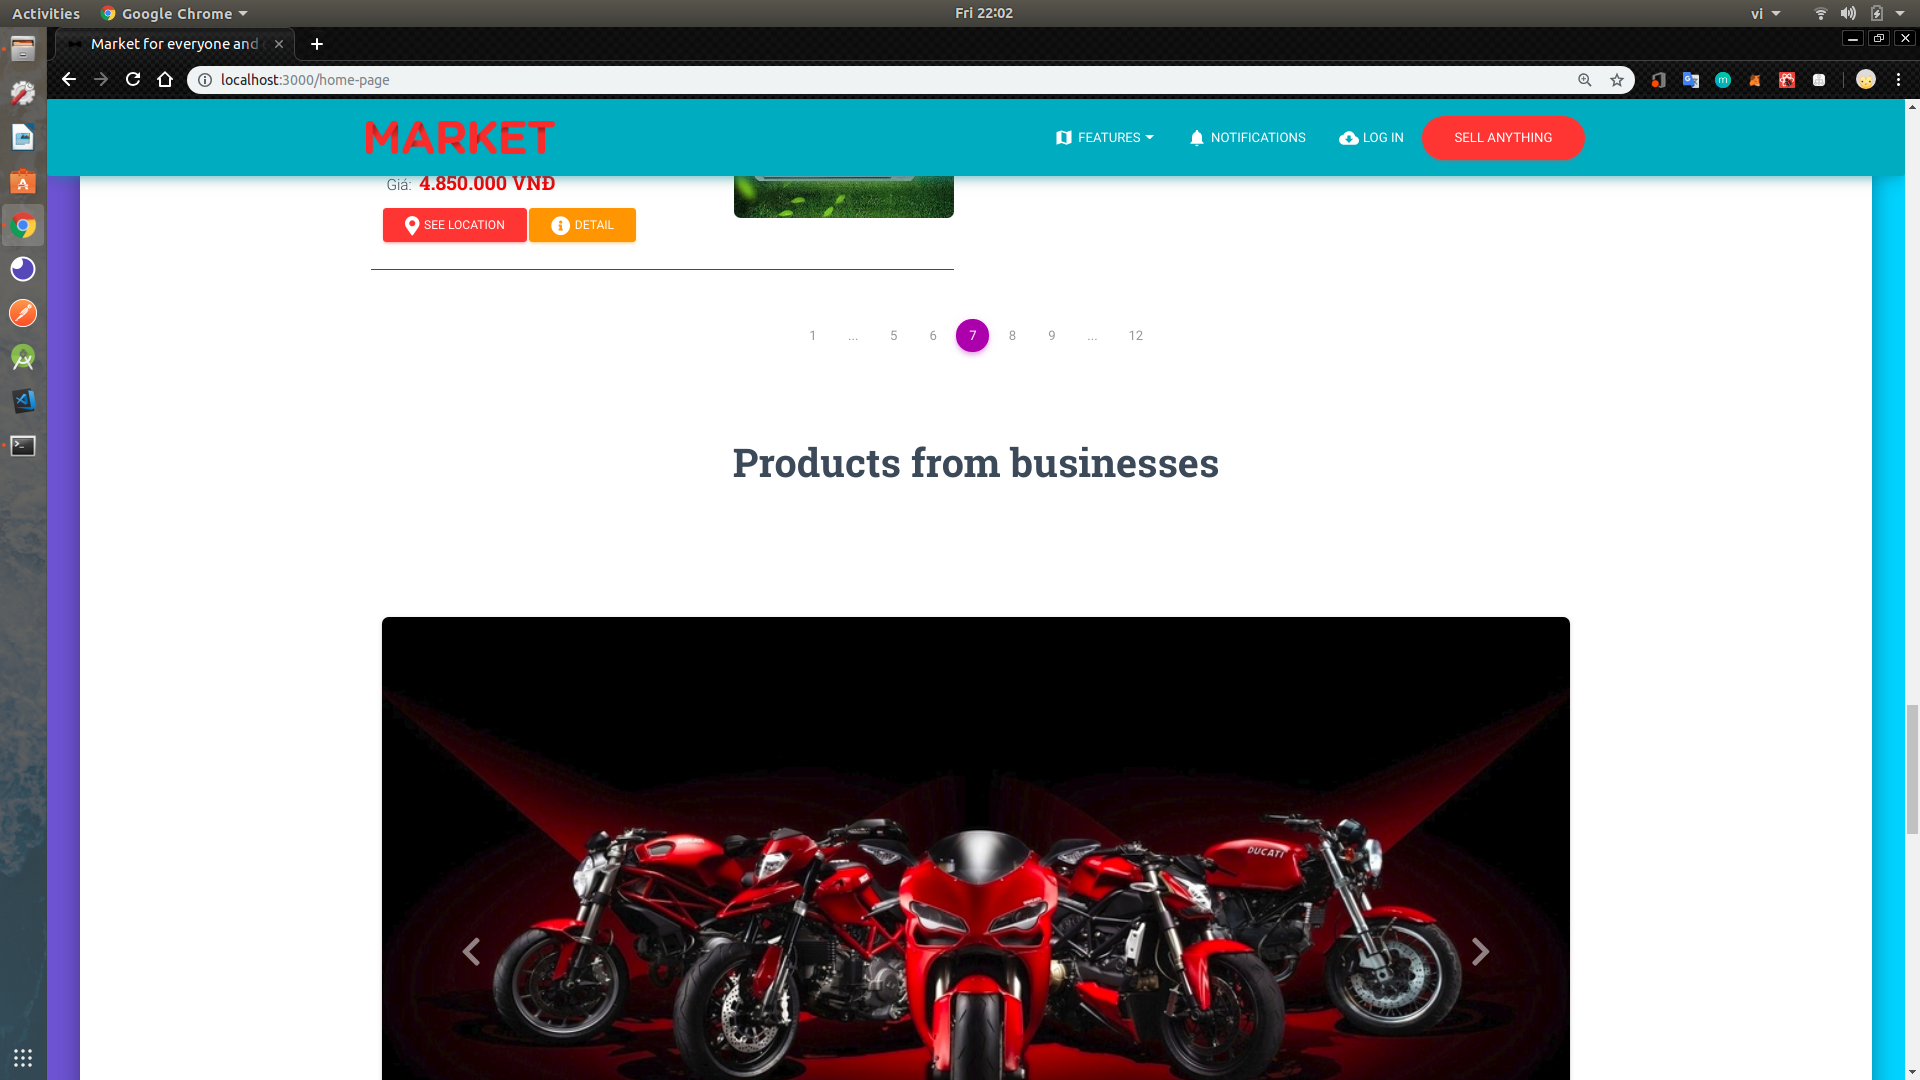 Activities
Google Chrome
Fri 22:02
vi
Market for everyone and
localhost:3000/home-page
MARKET
FEATURES
NOTIFICATIONS
LOG IN
SELL ANYTHING
Giá: 4.850.000 VNĐ
SEE LOCATION
DETAIL
1 ... 5 6 7 8 9 ... 12
Products from businesses
DUCATI